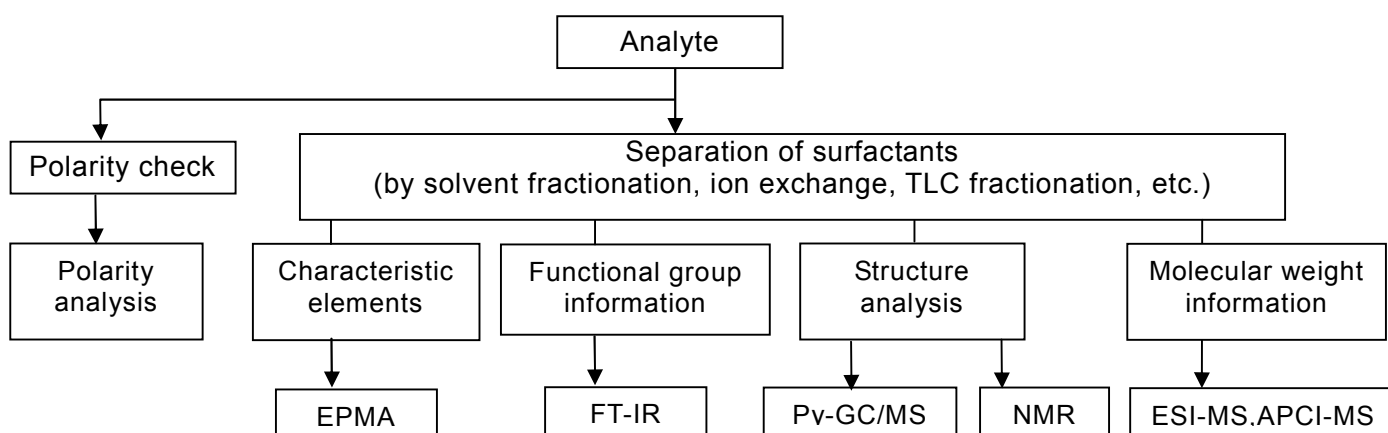 Analyte
Polarity check
Separation of surfactants
(by solvent fractionation, ion exchange, TLC fractionation, etc.)
Polarity
analysis
Characteristic
elements
Functional group
information
Structure
analysis
Molecular weight
information
EPMA
FT-IR
Py-GC/MS
NMR
ESI-MS,APCI-MS